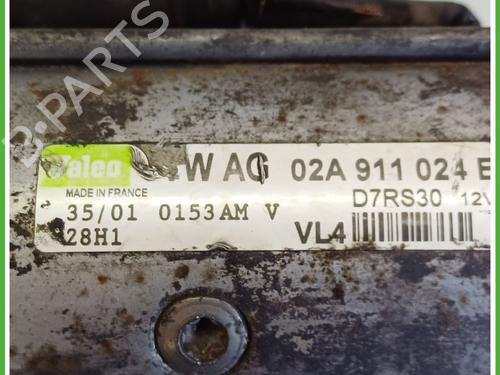 Valeo VW AG 02A 911 024 E
MADE IN FRANCE D7RS30 12V
35/01 0153AM V
28H1 VL4
B-PARTS